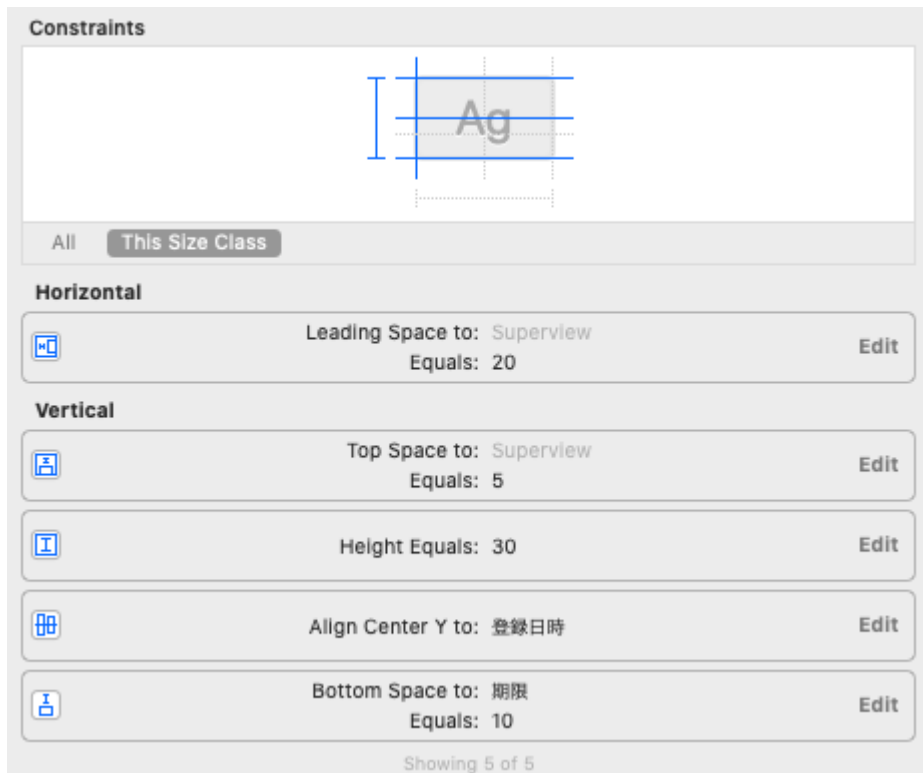 Constraints
Ag
All This Size Class
Horizontal
Leading Space to: Superview
Equals: 20
Edit
Vertical
Top Space to: Superview
Equals: 5
Edit
Height Equals: 30
Edit
Align Center Y to: 登録日時
Edit
Bottom Space to: 期限
Equals: 10
Edit
Showing 5 of 5